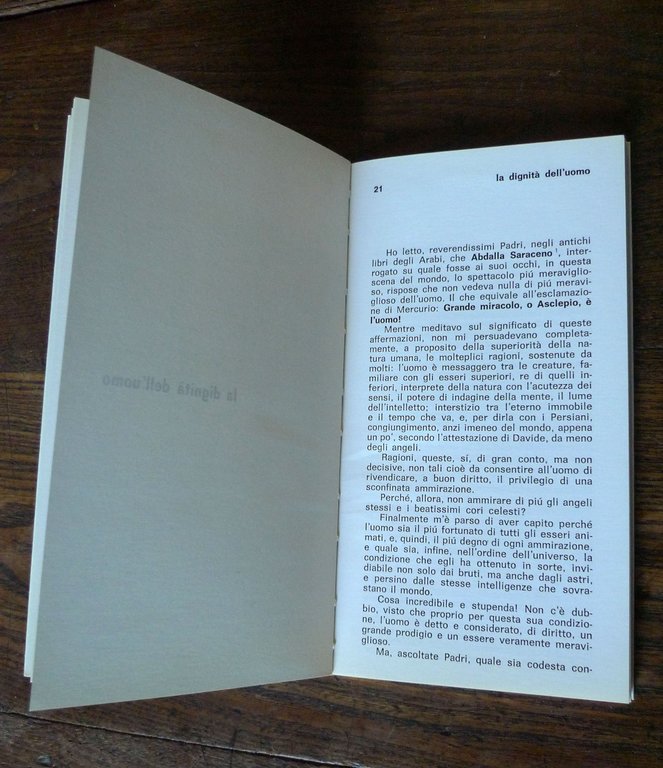 la dignità dell'uomo
la dignità dell'uomo
21
Ho letto, reverendissimi Padri, negli antichi
libri degli Arabi, che Abdalla Saraceno ¹, inter-
rogato su quale fosse ai suoi occhi, in questa
scena del mondo, lo spettacolo piú meraviglio-
so, rispose che non vedeva nulla di piú meravi-
glioso dell'uomo. Il che equivale all'esclamazio-
ne di Mercurio: Grande miracolo, o Asclepio, è
l'uomo!
Mentre meditavo sul significato di queste
affermazioni, non mi persuadevano completa-
mente, a proposito della superiorità della na-
tura umana, le molteplici ragioni, sostenute da
molti: l'uomo è messaggero tra le creature, fa-
miliare con gli esseri superiori, re di quelli in-
feriori, interprete della natura con l'acutezza dei
sensi, il potere di indagine della mente, il lume
dell'intelletto; interstizio tra l'eterno immobile
e il tempo che va, e, per dirla con i Persiani,
congiungimento, anzi imeneo del mondo, appena
un po', secondo l'attestazione di Davide, da meno
degli angeli.
Ragioni, queste, sí, di gran conto, ma non
decisive, non tali cioè da consentire all'uomo di
rivendicare, a buon diritto, il privilegio di una
sconfinata ammirazione.
Perché, allora, non ammirare di piú gli angeli
stessi e i beatissimi cori celesti?
Finalmente m'è parso di aver capito perché
l'uomo sia il piú fortunato di tutti gli esseri ani-
mati, e, quindi, il piú degno di ogni ammirazione,
e quale sia, infine, nell'ordine dell'universo, la
condizione che egli ha ottenuto in sorte, invi-
diabile non solo dai bruti, ma anche dagli astri,
e persino dalle stesse intelligenze che sovra-
stano il mondo.
Cosa incredibile e stupenda! Non c'è dub-
bio, visto che proprio per questa sua condizio-
ne, l'uomo è detto e considerato, di diritto, un
grande prodigio e un essere veramente meravi-
glioso.
Ma, ascoltate Padri, quale sia codesta con-